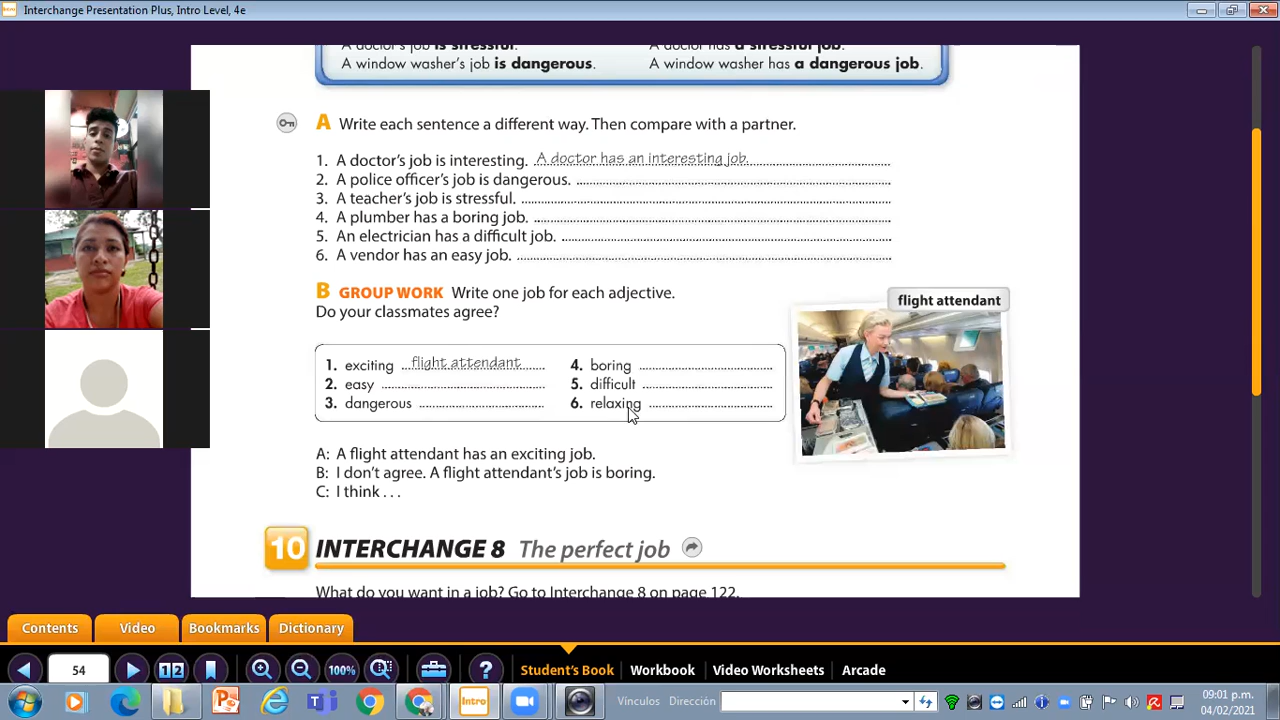 Interchange Presentation Plus, Intro Level, 4e
A doctor's job is stressful. A doctor has a stressful job.
A window washer's job is dangerous. A window washer has a dangerous job.
A Write each sentence a different way. Then compare with a partner.
1. A doctor's job is interesting. A doctor has an interesting job.
2. A police officer's job is dangerous.
3. A teacher's job is stressful.
4. A plumber has a boring job.
5. An electrician has a difficult job.
6. A vendor has an easy job.
B GROUP WORK Write one job for each adjective.
Do your classmates agree?
flight attendant
1. exciting flight attendant 4. boring
2. easy 5. difficult
3. dangerous 6. relaxing
A: A flight attendant has an exciting job.
B: I don't agree. A flight attendant's job is boring.
C: I think . . .
10 INTERCHANGE 8 The perfect job
What do you want in a job? Go to Interchange 8 on page 122.
Contents Video Bookmarks Dictionary
54 12 100% Student's Book Workbook Video Worksheets Arcade
Intro Vínculos Dirección 09:01 p.m.
04/02/2021